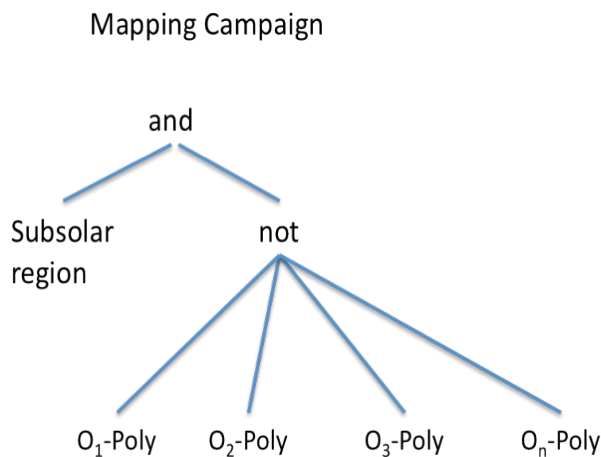 Mapping Campaign
and
Subsolar
region
not
O₁-Poly
O₂-Poly
O₃-Poly
Oₙ-Poly